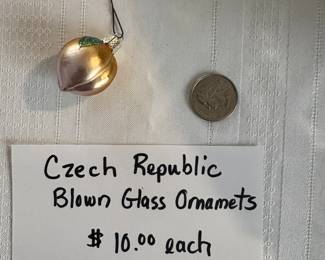 Czech Republic
Blown Glass Ornamets
$ 10.00 each